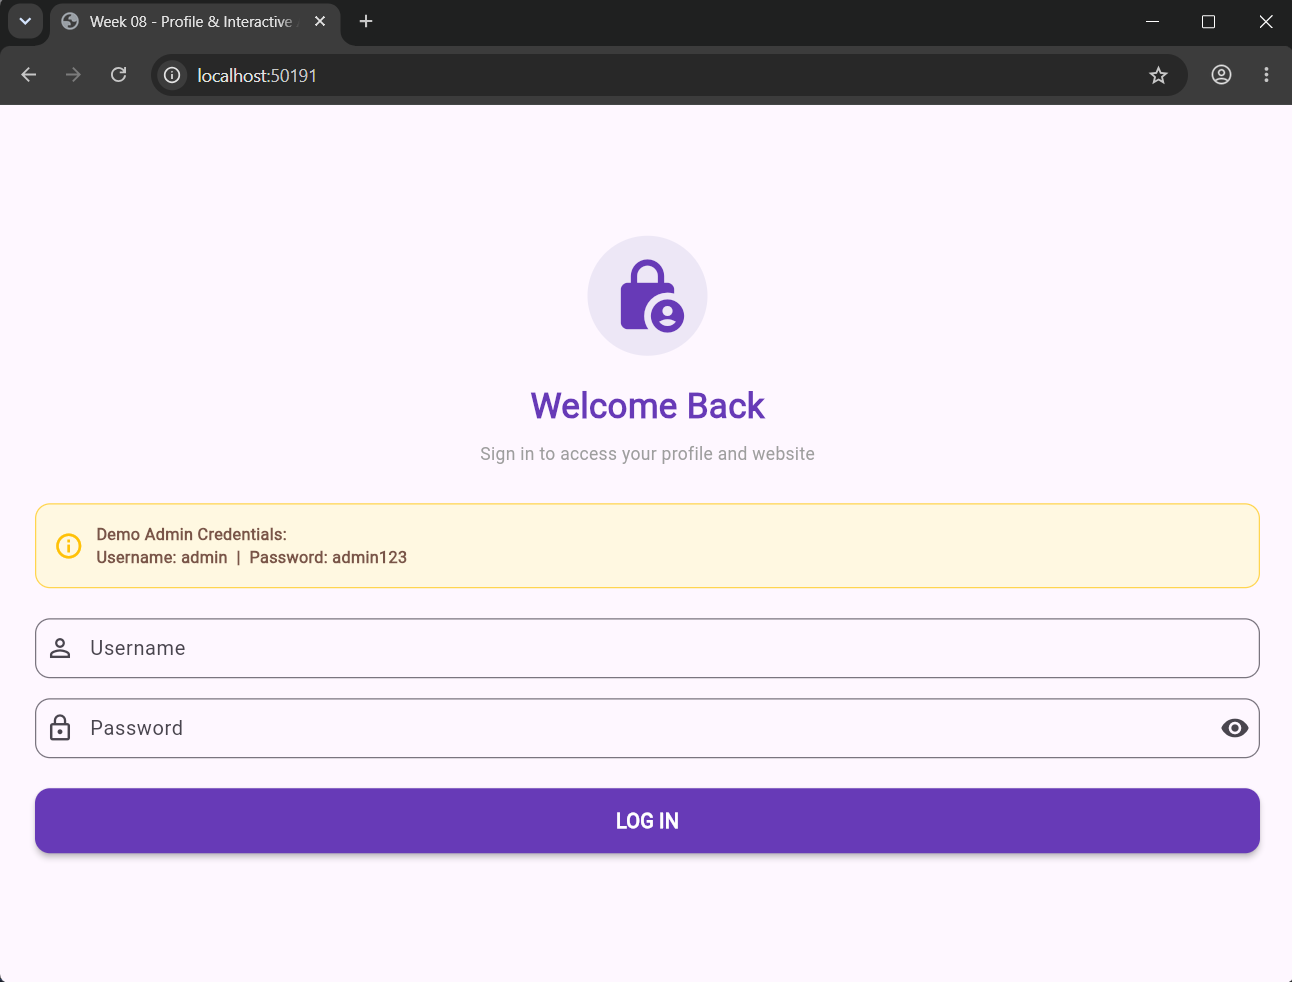 Week 08 - Profile & Interactive
localhost:50191
Welcome Back
Sign in to access your profile and website
Demo Admin Credentials:
Username: admin | Password: admin123
Username
Password
LOG IN